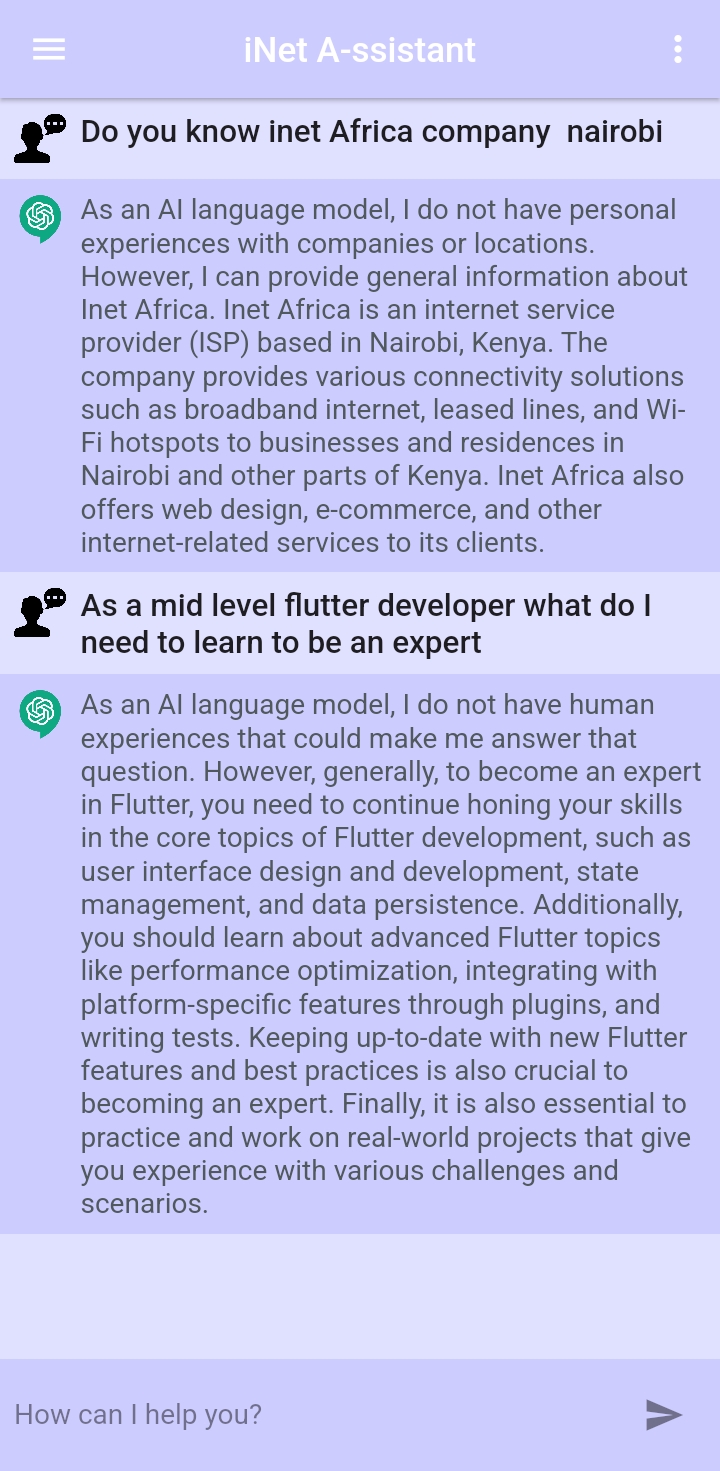 iNet A-ssistant
Do you know inet Africa company  nairobi
As an AI language model, I do not have personal
experiences with companies or locations.
However, I can provide general information about
Inet Africa. Inet Africa is an internet service
provider (ISP) based in Nairobi, Kenya. The
company provides various connectivity solutions
such as broadband internet, leased lines, and Wi-
Fi hotspots to businesses and residences in
Nairobi and other parts of Kenya. Inet Africa also
offers web design, e-commerce, and other
internet-related services to its clients.
As a mid level flutter developer what do I
need to learn to be an expert
As an AI language model, I do not have human
experiences that could make me answer that
question. However, generally, to become an expert
in Flutter, you need to continue honing your skills
in the core topics of Flutter development, such as
user interface design and development, state
management, and data persistence. Additionally,
you should learn about advanced Flutter topics
like performance optimization, integrating with
platform-specific features through plugins, and
writing tests. Keeping up-to-date with new Flutter
features and best practices is also crucial to
becoming an expert. Finally, it is also essential to
practice and work on real-world projects that give
you experience with various challenges and
scenarios.
How can I help you?